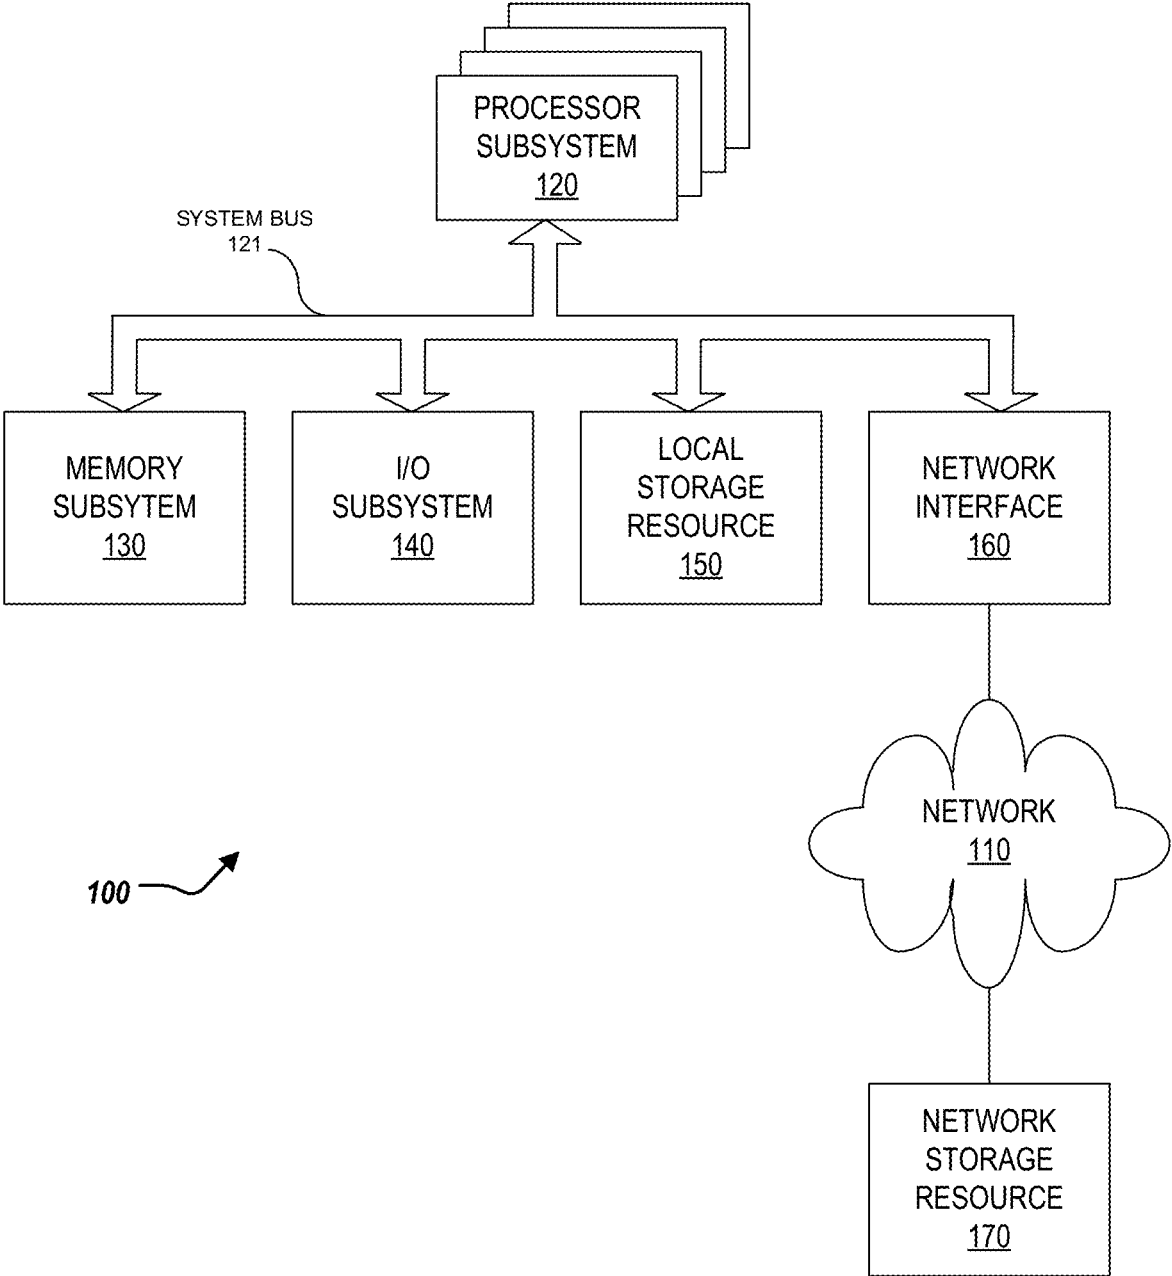 PROCESSOR
SUBSYSTEM
120
SYSTEM BUS
121
MEMORY
SUBSYTEM
130
I/O
SUBSYSTEM
140
LOCAL
STORAGE
RESOURCE
150
NETWORK
INTERFACE
160
NETWORK
110
100
NETWORK
STORAGE
RESOURCE
170